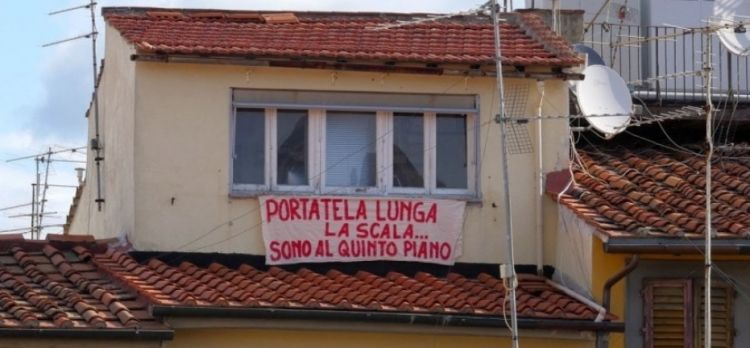 PORTATELA LUNGA
LA SCALA...
SONO AL QUINTO PIANO